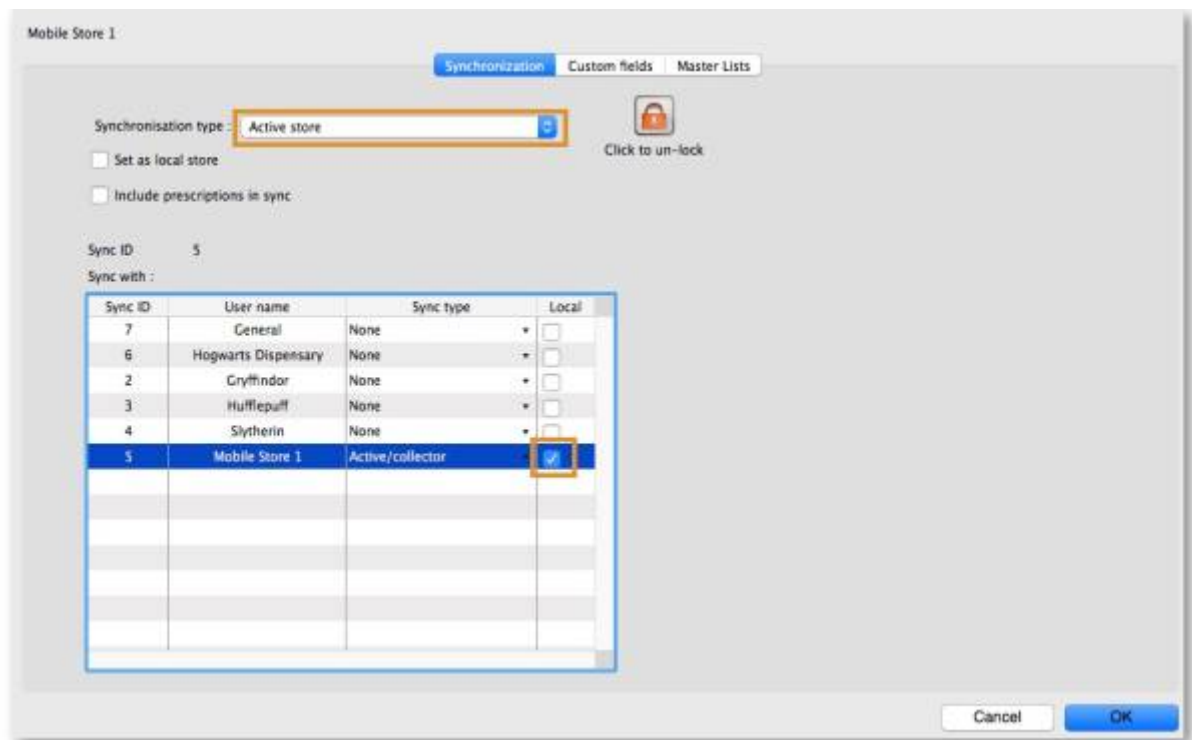 Mobile Store 1
Synchronization Custom fields Master Lists
Synchronisation type : Active store
Click to un-lock
Set as local store
Include prescriptions in sync
Sync ID 5
Sync with :
Sync ID User name Sync type Local
7 General None
6 Hogwarts Dispensary None
2 Gryffindor None
3 Hufflepuff None
4 Slytherin None
5 Mobile Store 1 Active/collector
Cancel OK